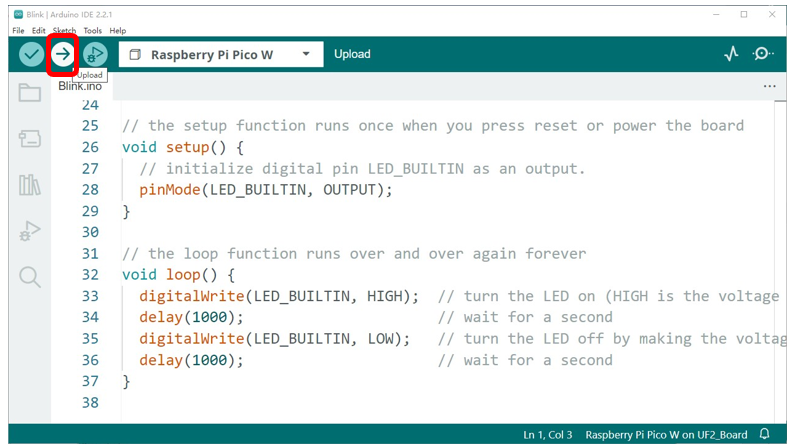 Blink | Arduino IDE 2.2.1
File Edit Sketch Tools Help
Raspberry Pi Pico W
Upload
Upload
Blink.ino
24
25 // the setup function runs once when you press reset or power the board
26 void setup() {
27 // initialize digital pin LED_BUILTIN as an output.
28 pinMode(LED_BUILTIN, OUTPUT);
29 }
30
31 // the loop function runs over and over again forever
32 void loop() {
33 digitalWrite(LED_BUILTIN, HIGH); // turn the LED on (HIGH is the voltage
34 delay(1000); // wait for a second
35 digitalWrite(LED_BUILTIN, LOW); // turn the LED off by making the voltag
36 delay(1000); // wait for a second
37 }
38
Ln 1, Col 3 Raspberry Pi Pico W on UF2_Board